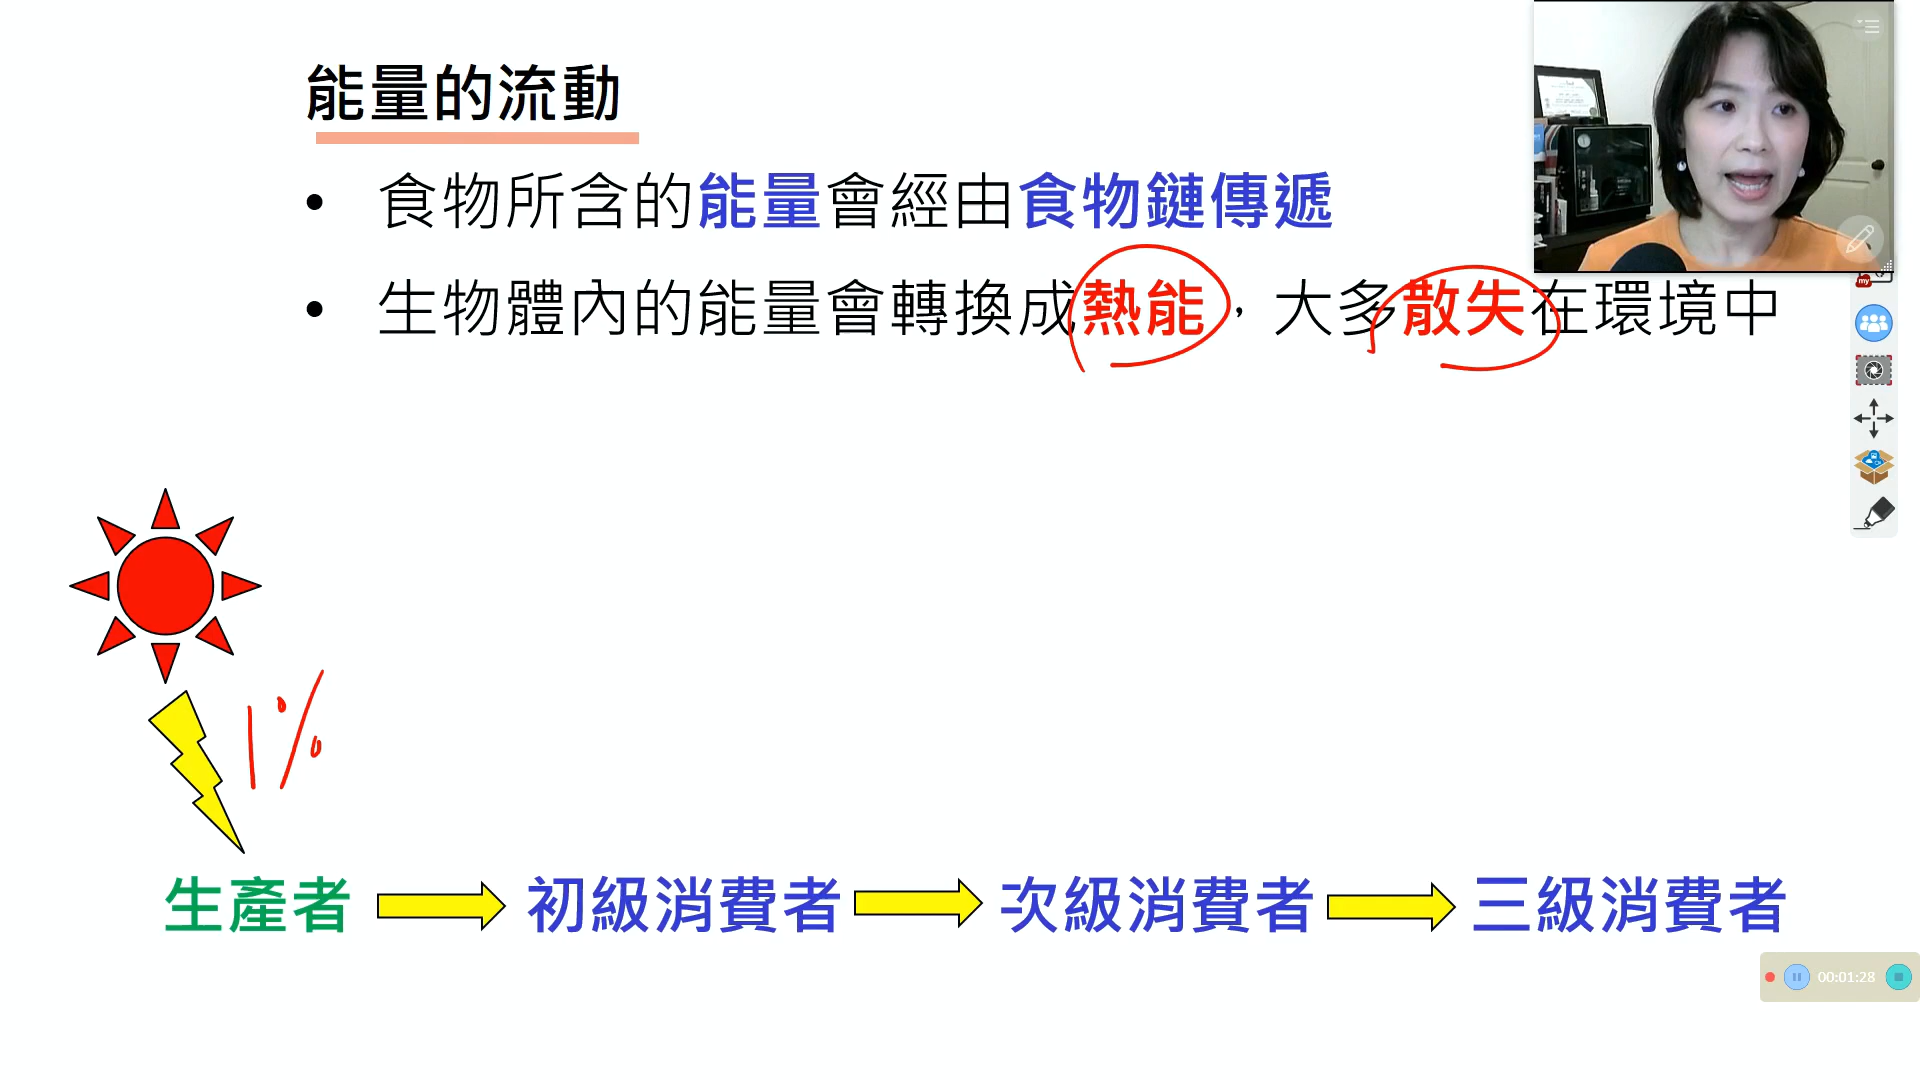 能量的流動
• 食物所含的能量會經由食物鏈傳遞
• 生物體內的能量會轉換成熱能，大多散失在環境中
my
1%
生產者 初級消費者 次級消費者 三級消費者
00:01:28